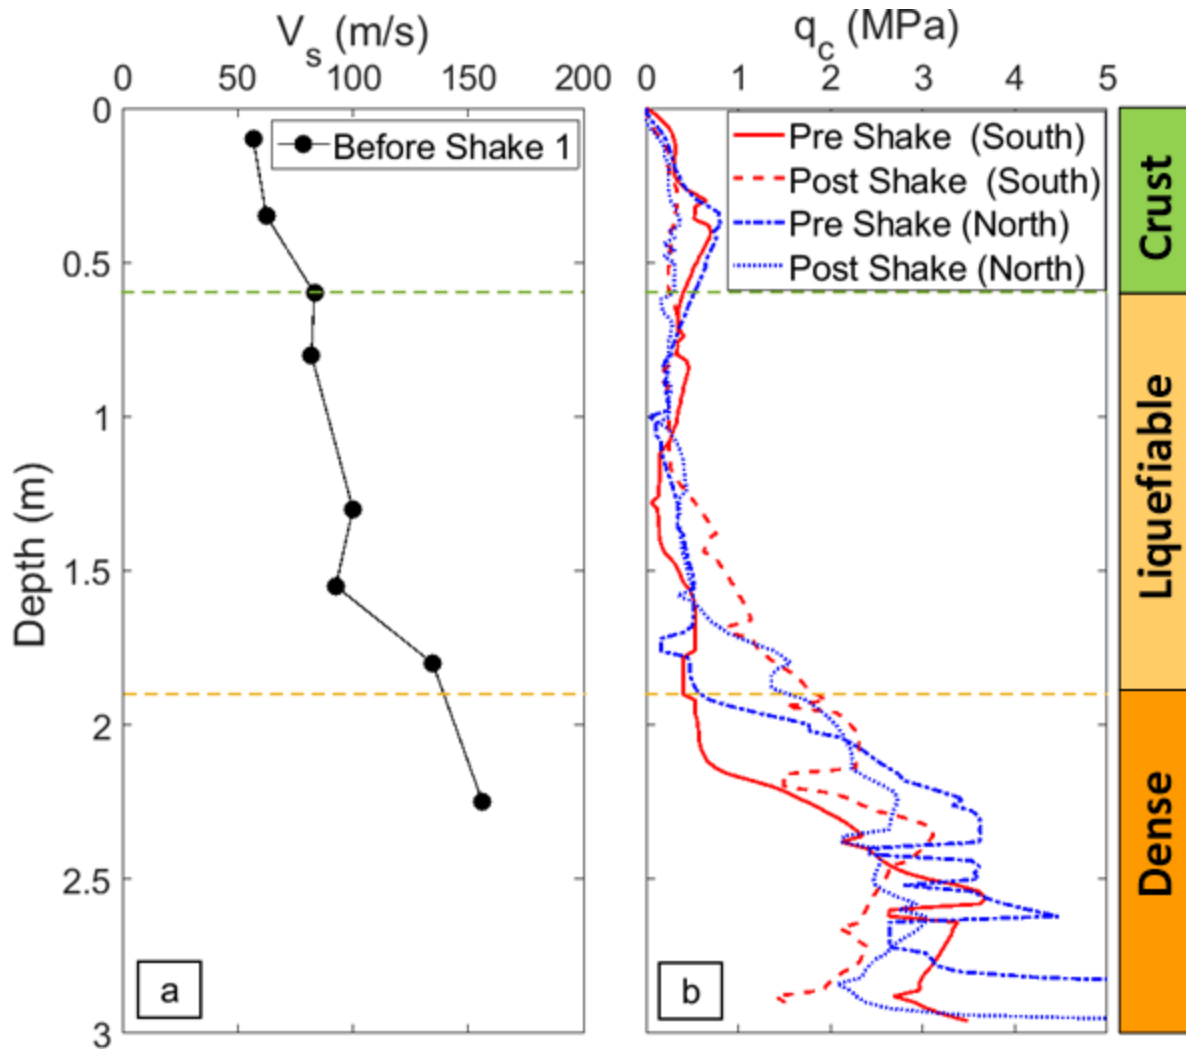 V_s (m/s)
0 50 100 150 200
Before Shake 1
Depth (m)
0
0.5
1
1.5
2
2.5
3
a
q_c (MPa)
0 1 2 3 4 5
Pre Shake (South)
Post Shake (South)
Pre Shake (North)
Post Shake (North)
b
Crust
Liquefiable
Dense